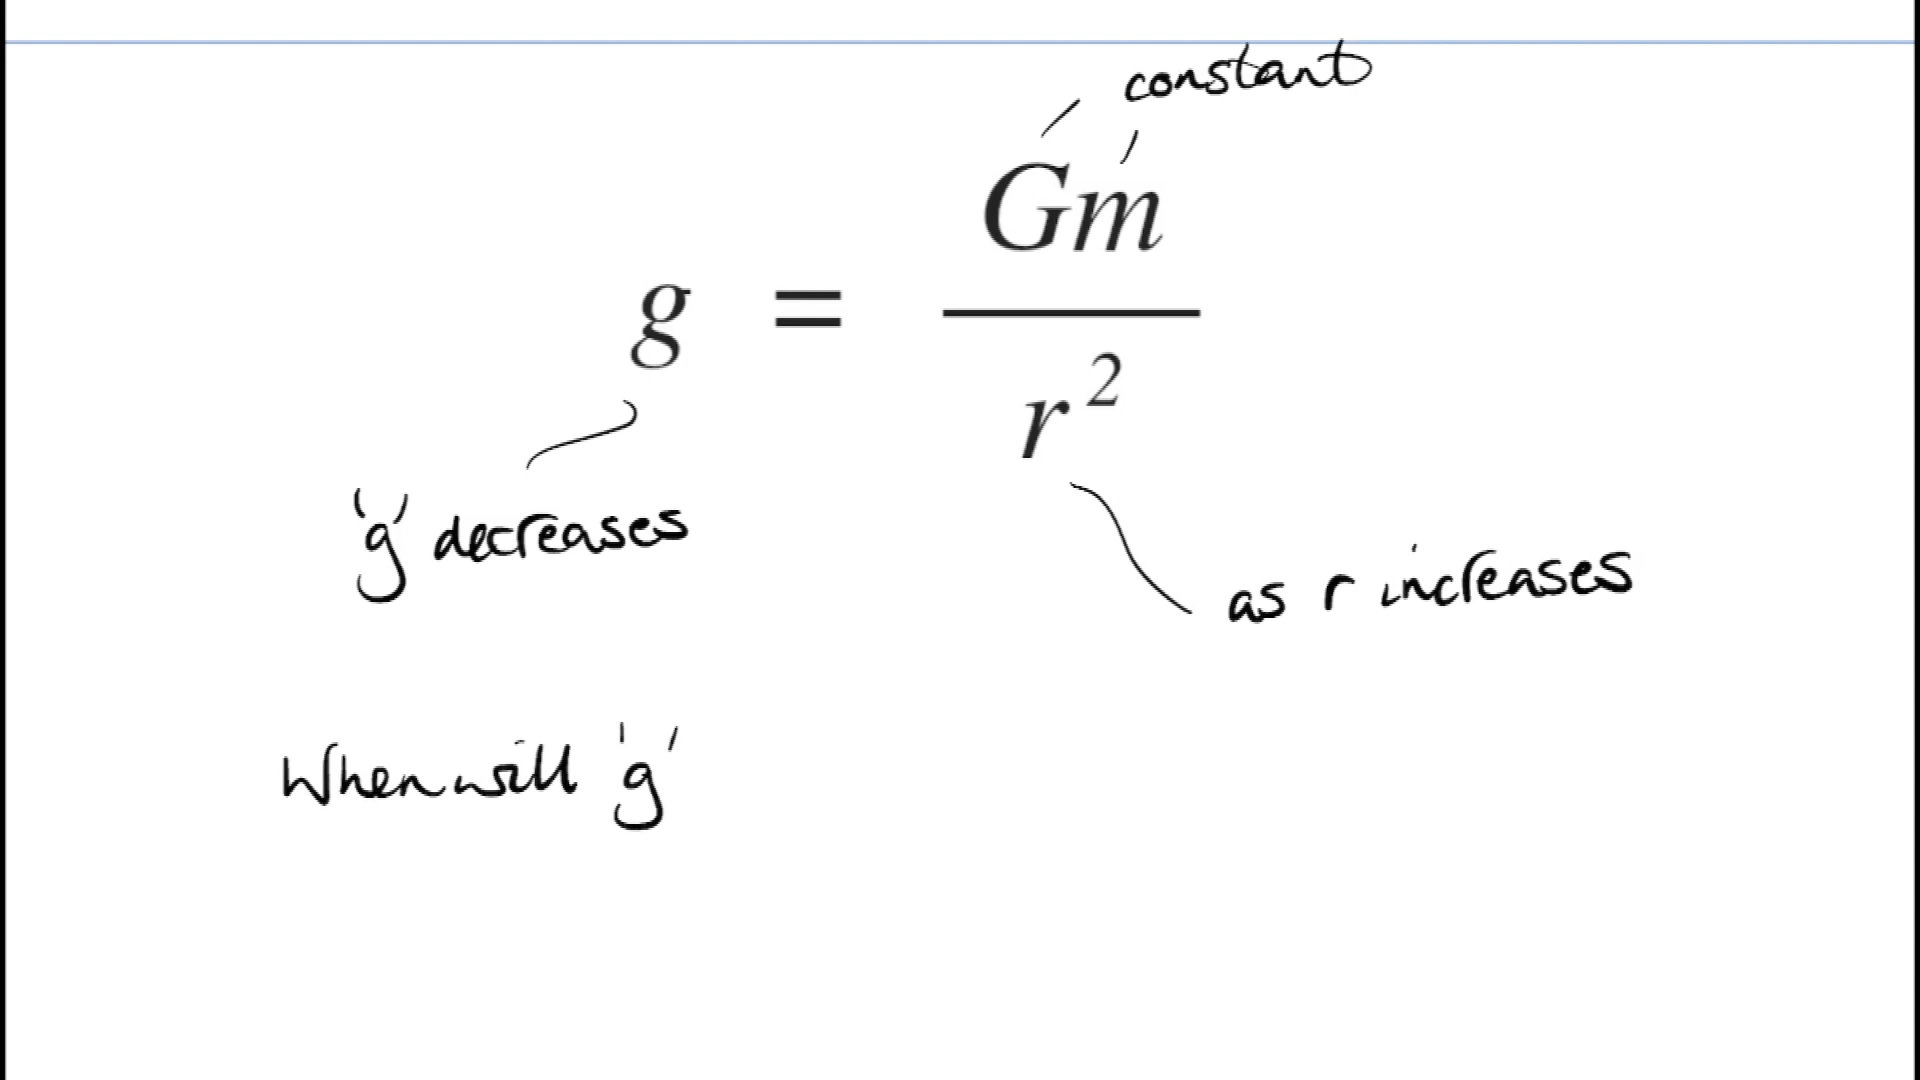 constant
g = Gm / r²
'g' decreases
as r increases
When will 'g'